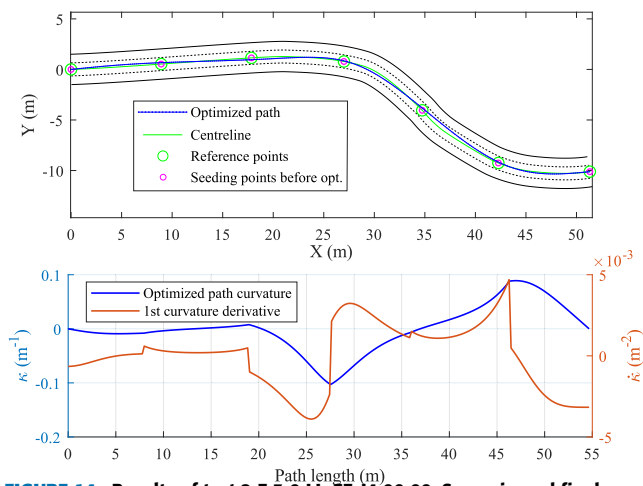 5
0
-5
-10
Y (m)
Optimized path
Centreline
Reference points
Seeding points before opt.
0 5 10 15 20 25 30 35 40 45 50
X (m)
×10⁻³
0.1
0
-0.1
-0.2
κ (m⁻¹)
Optimized path curvature
1st curvature derivative
5
0
-5
κ (m⁻²)
0 5 10 15 20 25 30 35 40 45 50 55
Path length (m)
FIGURE 14.